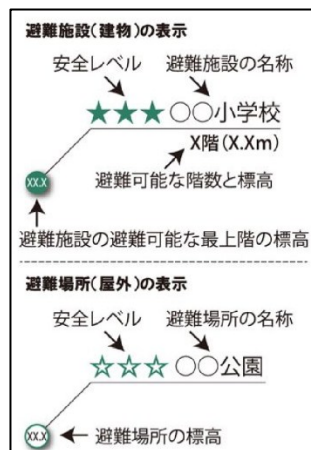 避難施設(建物)の表示
安全レベル 避難施設の名称
★★★○○小学校
X階(X.Xm)
XX.X
避難可能な階数と標高
避難施設の避難可能な最上階の標高
避難場所(屋外)の表示
安全レベル 避難場所の名称
☆☆☆○○公園
XX.X 避難場所の標高